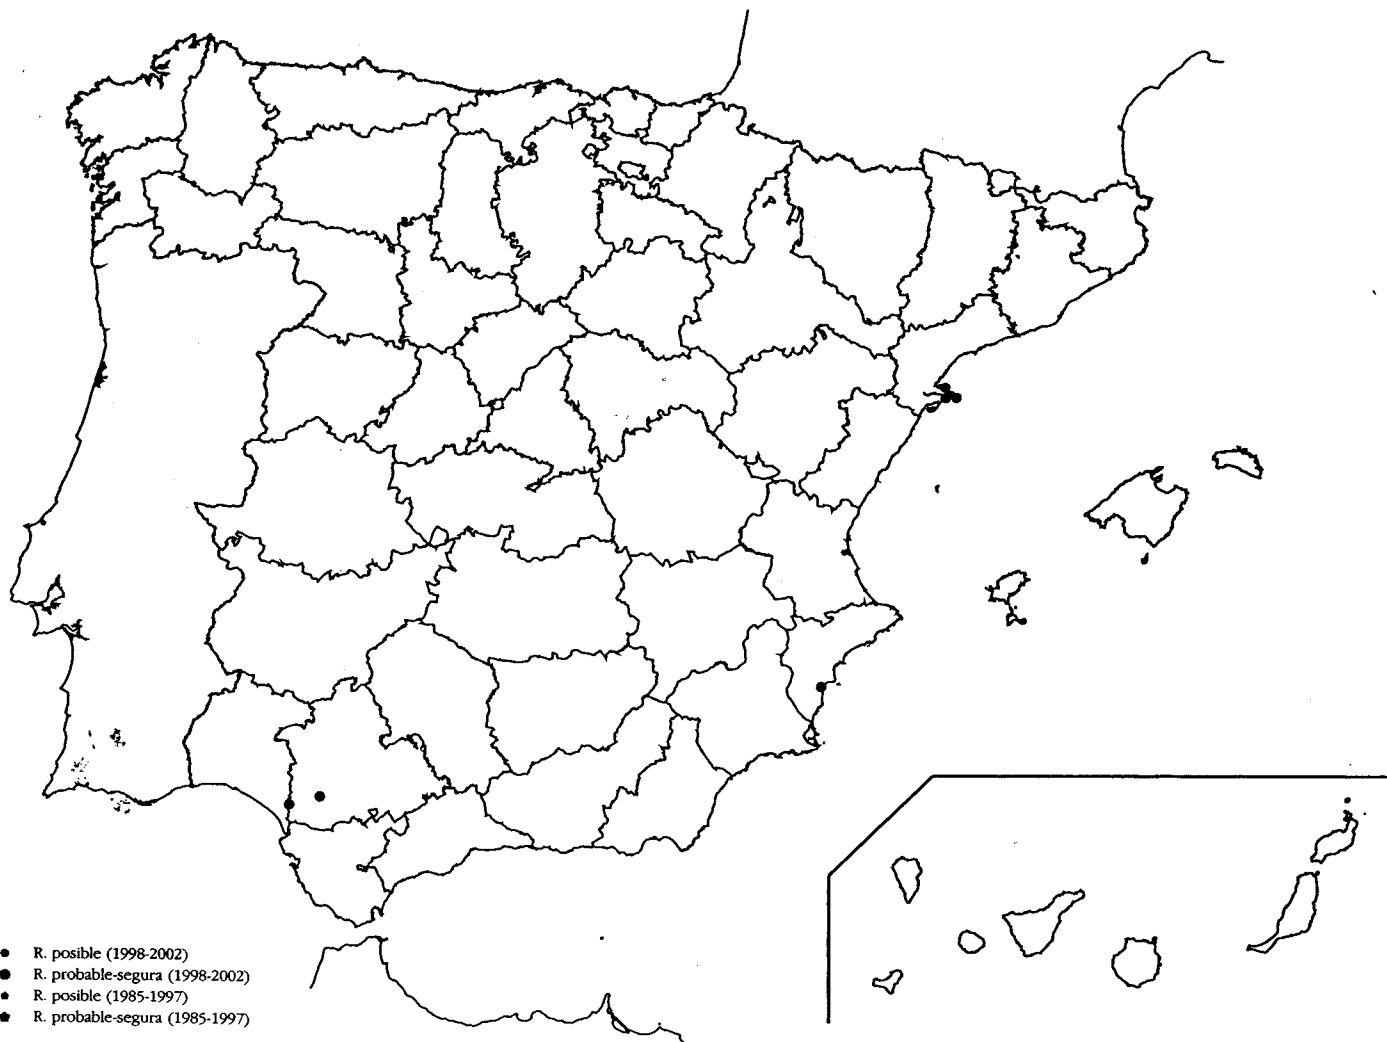 R. posible (1998-2002)
R. probable-segura (1998-2002)
R. posible (1985-1997)
R. probable-segura (1985-1997)